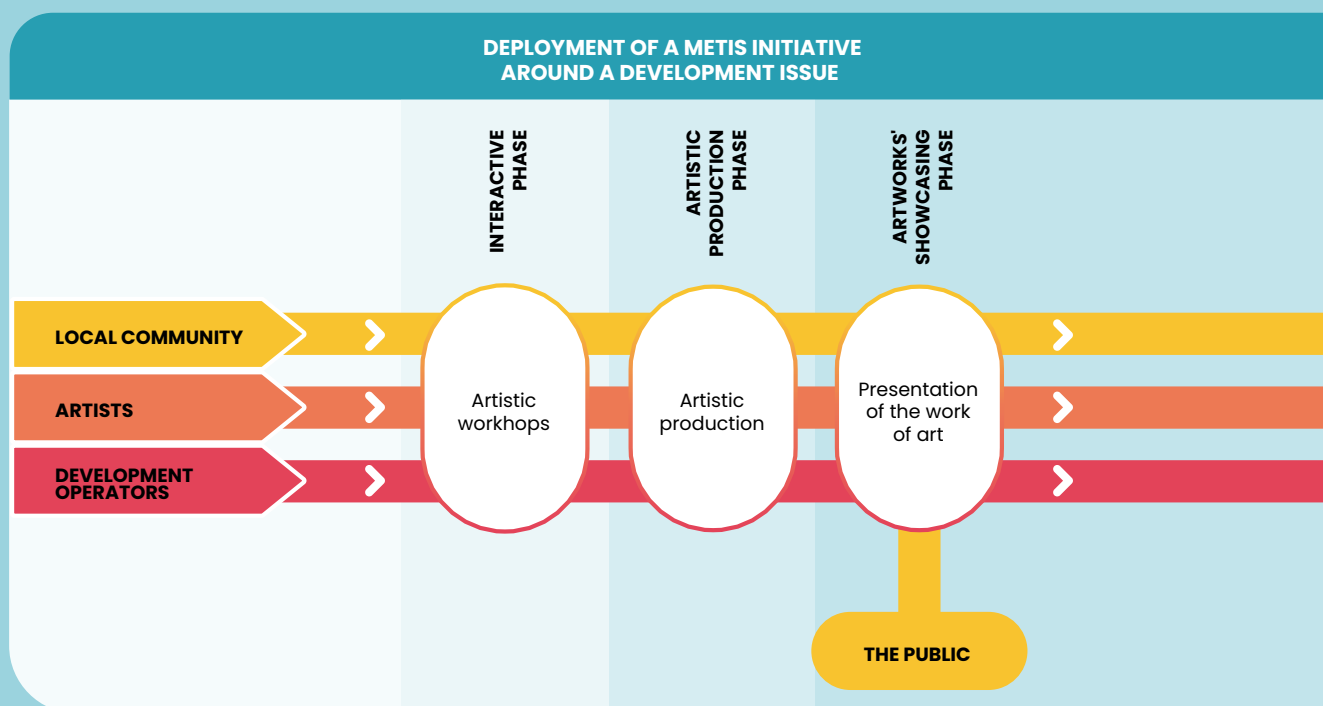 DEPLOYMENT OF A METIS INITIATIVE
AROUND A DEVELOPMENT ISSUE
INTERACTIVE
PHASE
ARTISTIC
PRODUCTION
PHASE
ARTWORKS'
SHOWCASING
PHASE
LOCAL COMMUNITY
ARTISTS
DEVELOPMENT
OPERATORS
Artistic
workhops
Artistic
production
Presentation
of the work
of art
THE PUBLIC